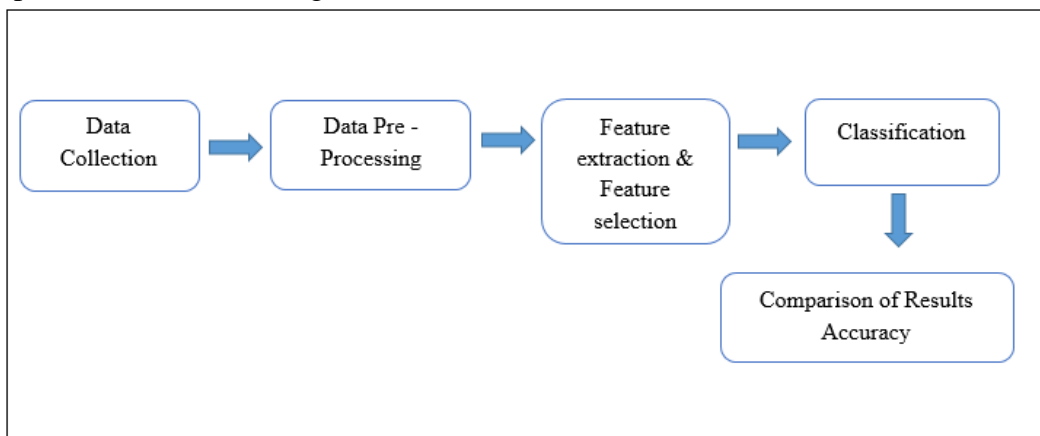 Data
Collection
Data Pre -
Processing
Feature
extraction &
Feature
selection
Classification
Comparison of Results
Accuracy